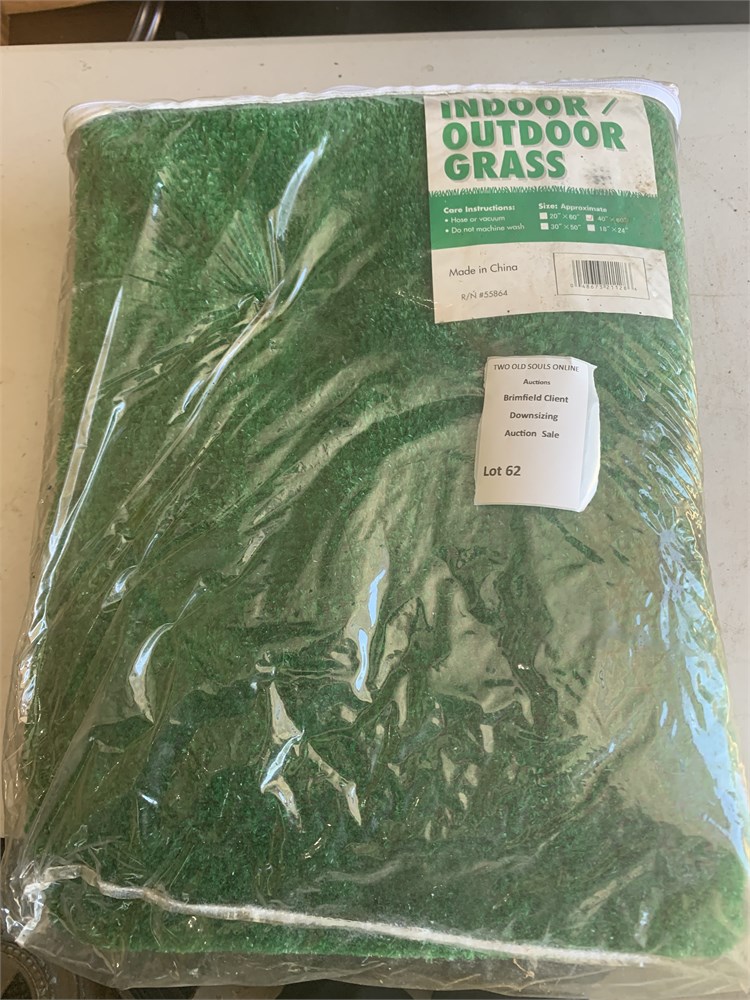 INDOOR /
OUTDOOR
GRASS
Care Instructions: Size: Approximate
• Hose or vacuum 20" × 60" 40" × 60"
• Do not machine wash 30" × 50" 18" × 24"
Made in China
R/N #55864
TWO OLD SOULS ONLINE
Auctions
Brimfield Client
Downsizing
Auction Sale
Lot 62